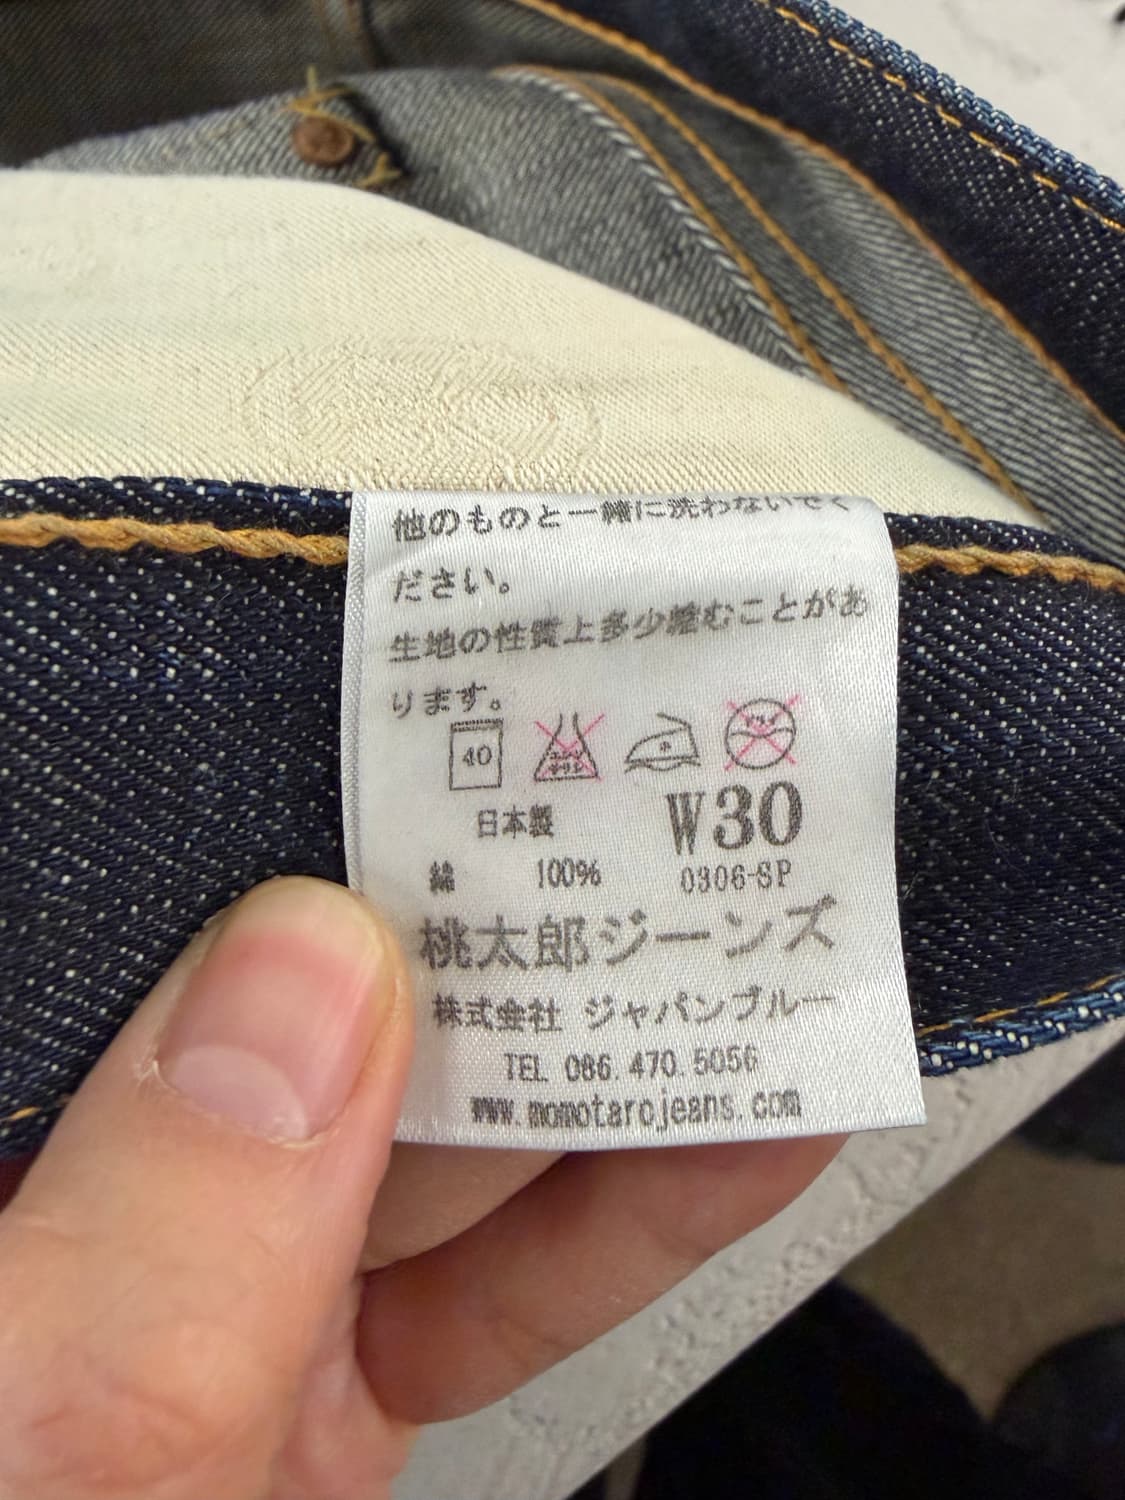 他のものと一緒に洗わないでく
ださい。
生地の性質上多少縮むことがあ
ります。
40
日本製
W30
綿 100%
0306-SP
桃太郎ジーンズ
株式会社 ジャパンブルー
TEL 086.470.5056
www.momotarojeans.com